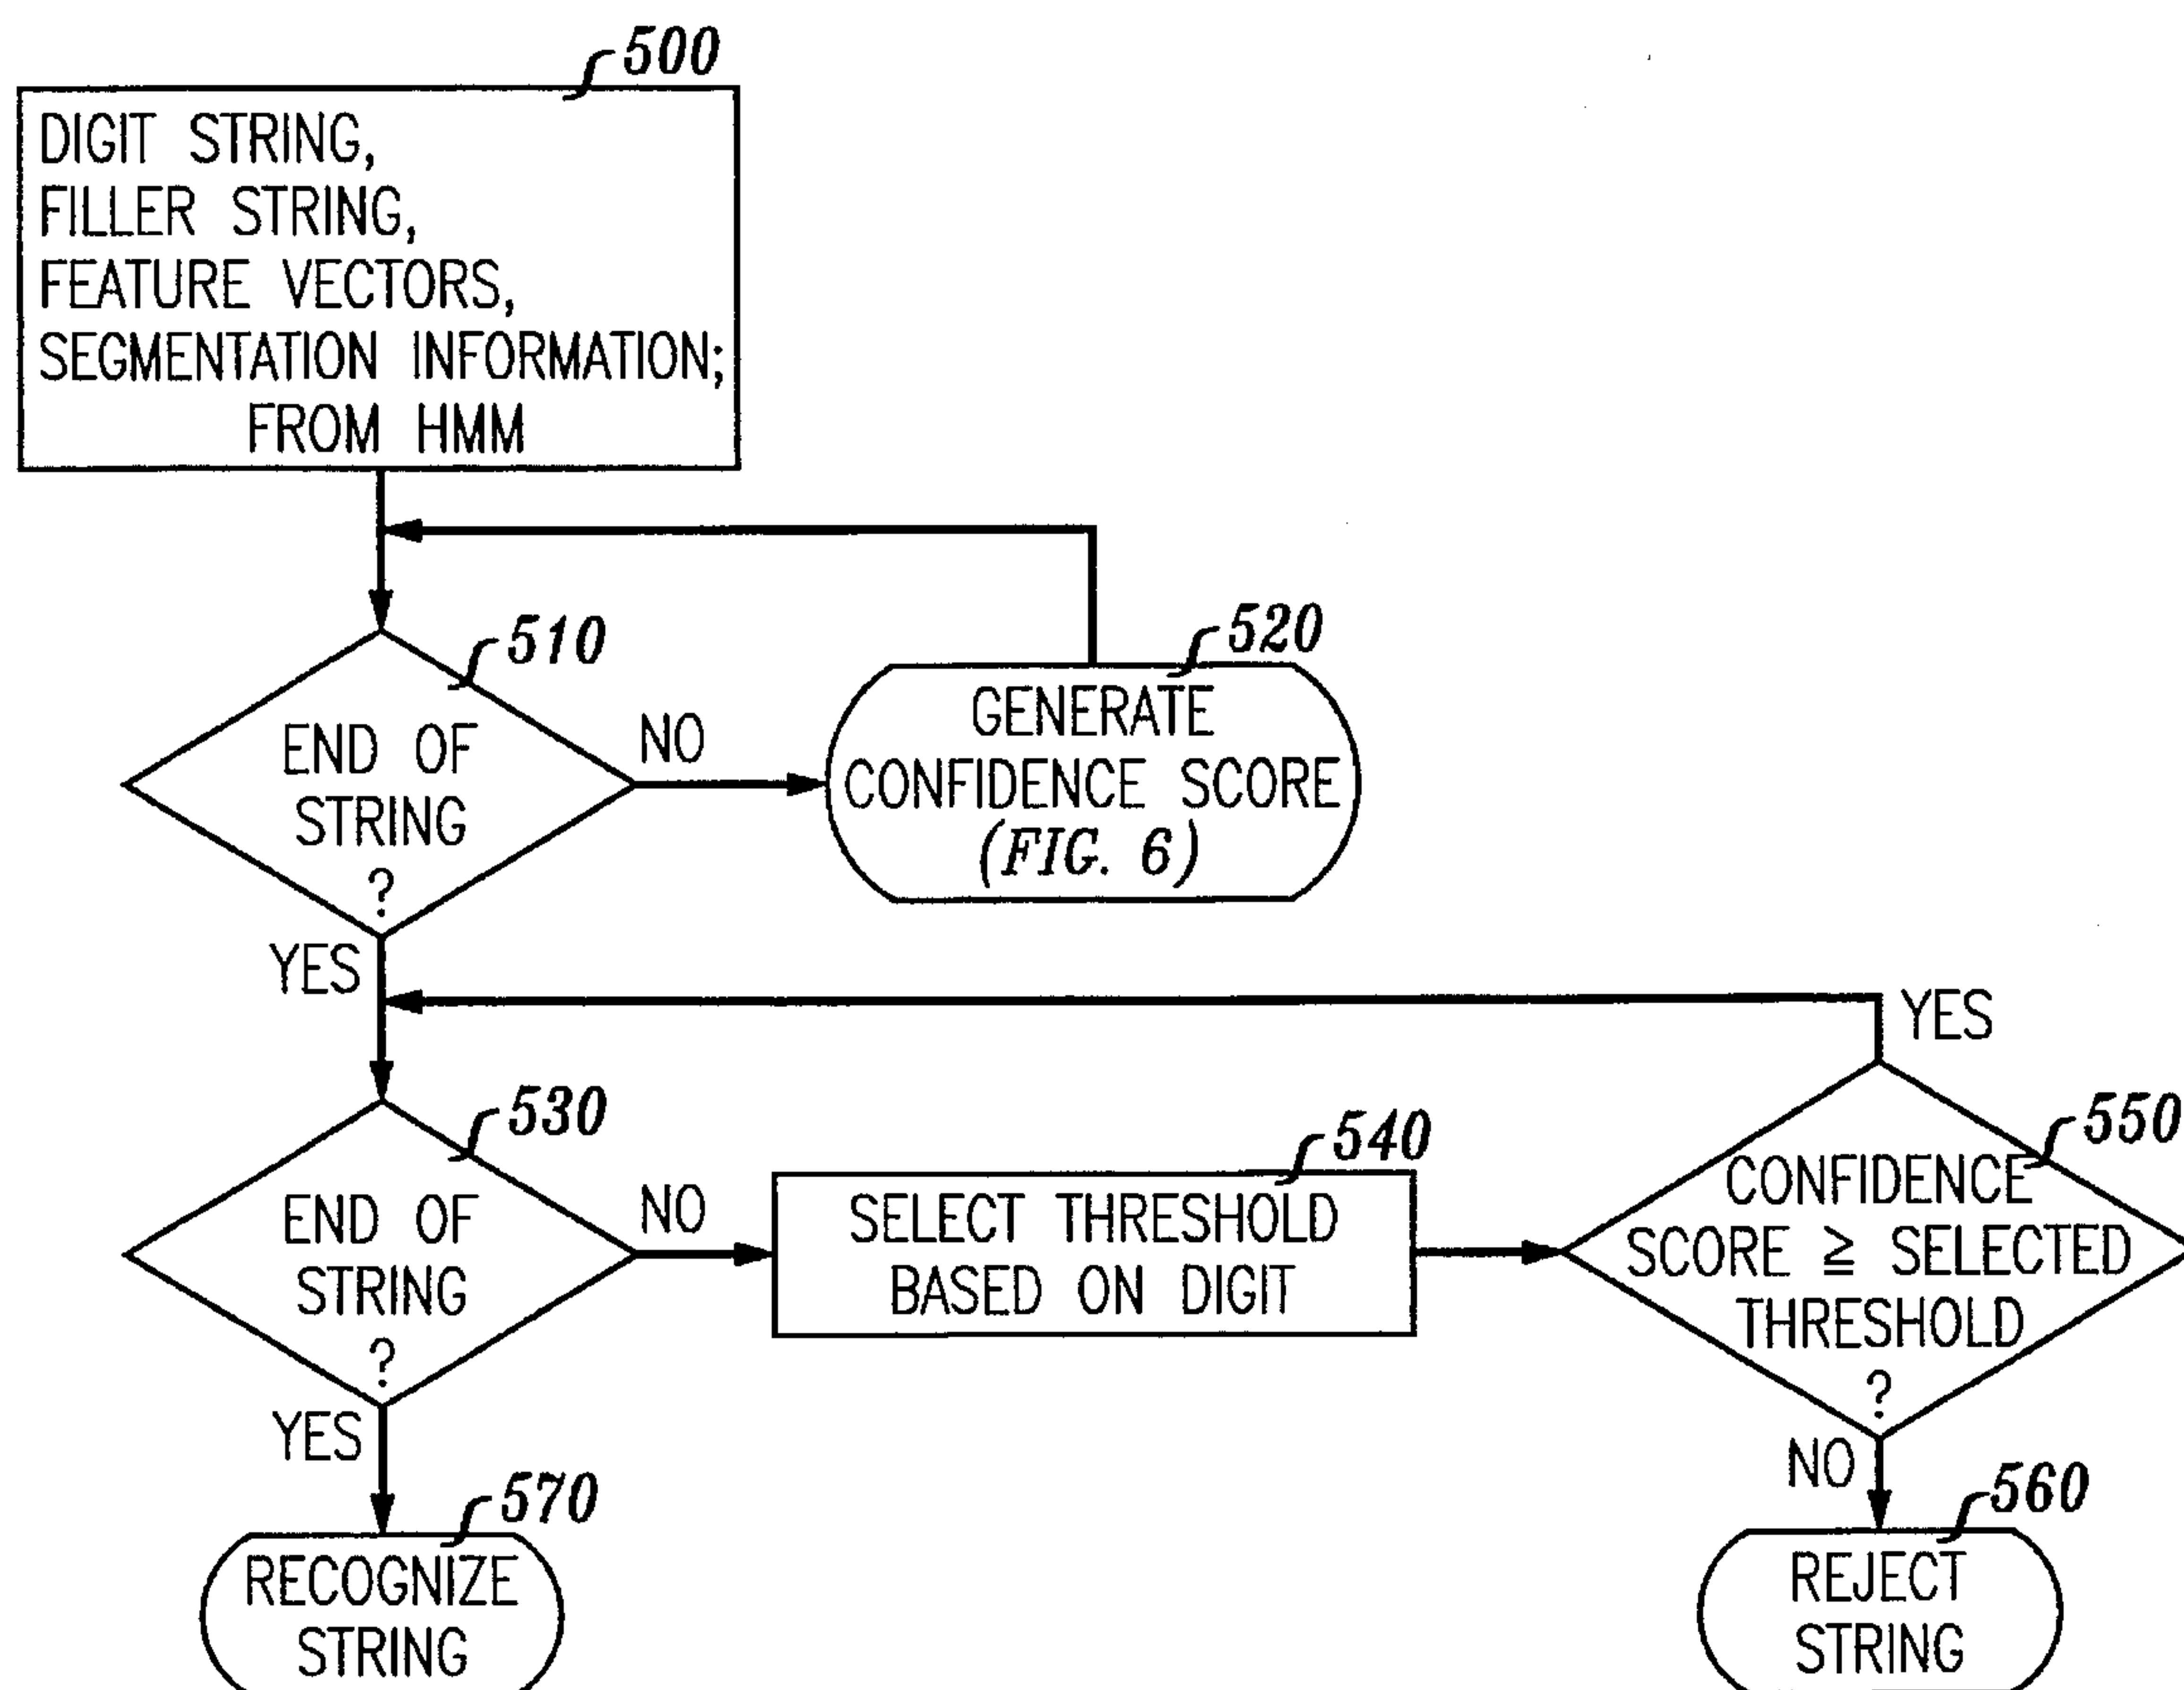 500
DIGIT STRING,
FILLER STRING,
FEATURE VECTORS,
SEGMENTATION INFORMATION;
FROM HMM
510
END OF
STRING
?
NO
YES
520
GENERATE
CONFIDENCE SCORE
(FIG. 6)
530
END OF
STRING
?
NO
YES
540
SELECT THRESHOLD
BASED ON DIGIT
550
CONFIDENCE
SCORE ≧ SELECTED
THRESHOLD
?
YES
NO
570
RECOGNIZE
STRING
560
REJECT
STRING